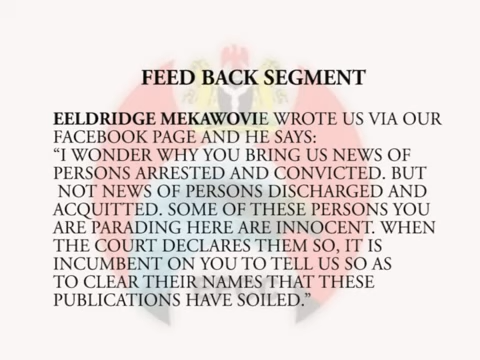 FEED BACK SEGMENT
EELDRIDGE MEKAWOVIE WROTE US VIA OUR
FACEBOOK PAGE AND HE SAYS:
“I WONDER WHY YOU BRING US NEWS OF
PERSONS ARRESTED AND CONVICTED. BUT
NOT NEWS OF PERSONS DISCHARGED AND
ACQUITTED. SOME OF THESE PERSONS YOU
ARE PARADING HERE ARE INNOCENT. WHEN
THE COURT DECLARES THEM SO, IT IS
INCUMBENT ON YOU TO TELL US SO AS
TO CLEAR THEIR NAMES THAT THESE
PUBLICATIONS HAVE SOILED.”